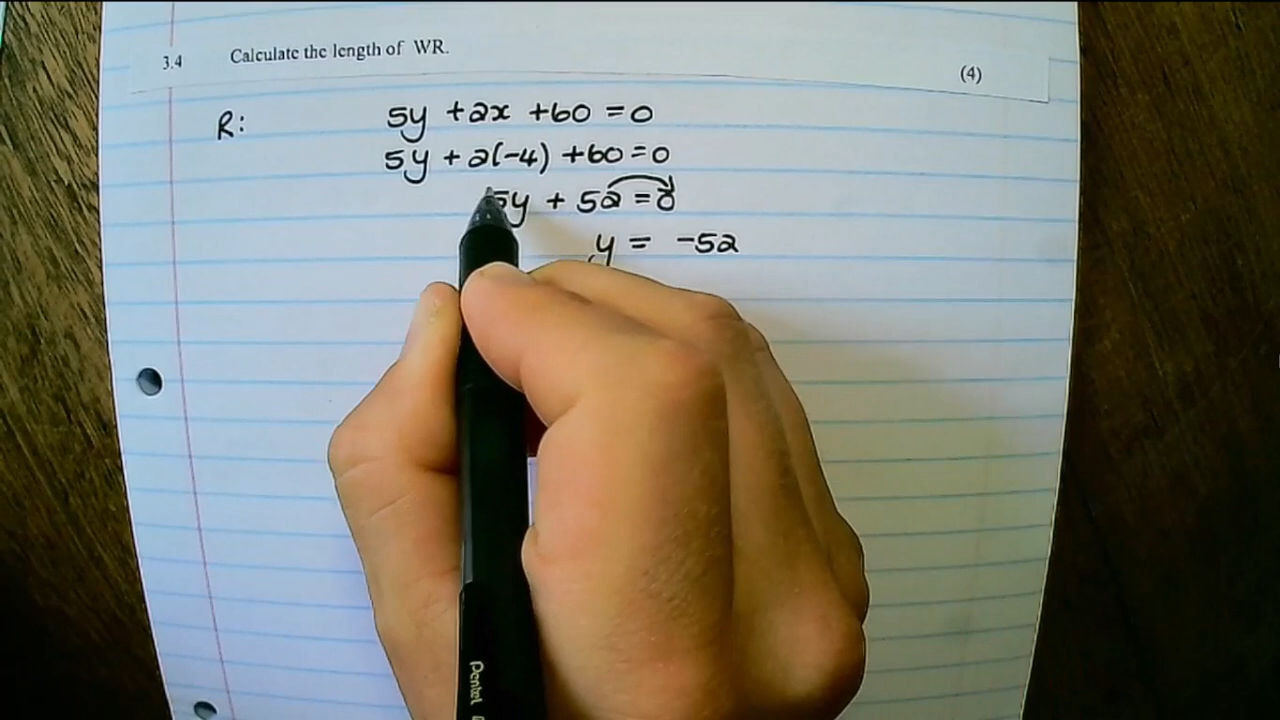 3.4 Calculate the length of WR.
(4)
R: 5y + 2x + 60 = 0
5y + 2(-4) + 60 = 0
5y + 52 = 0
y = -52
Pentel